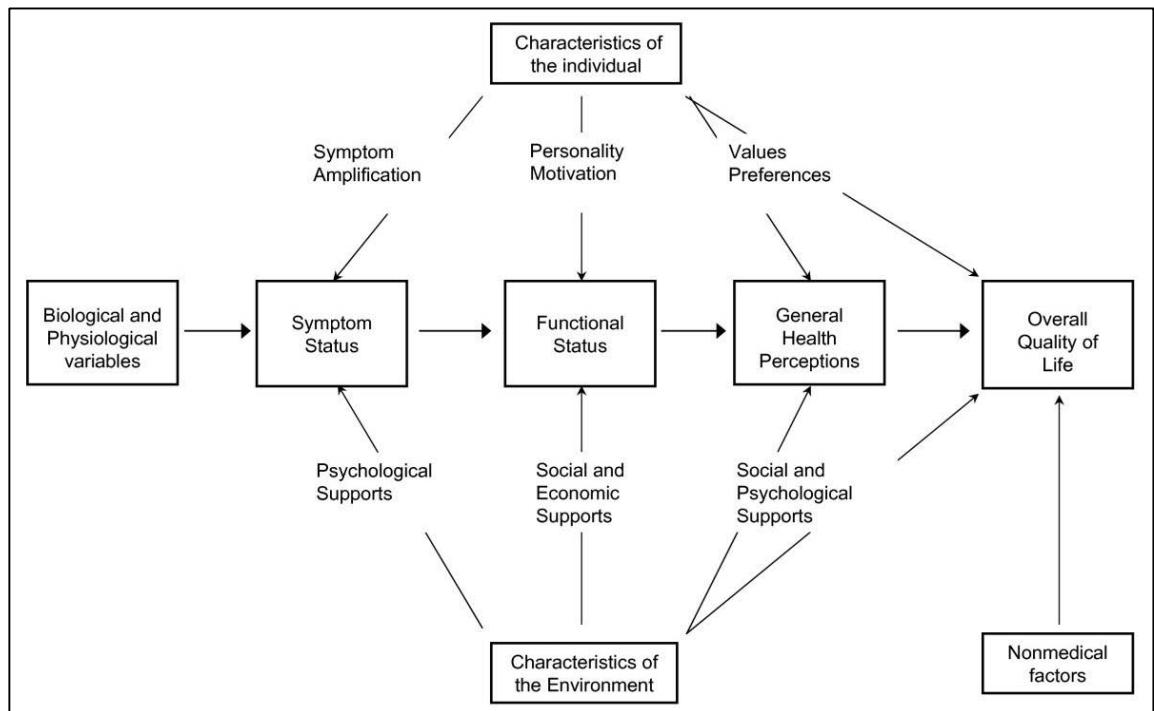 Characteristics of
the individual
Symptom
Amplification
Personality
Motivation
Values
Preferences
Biological and
Physiological
variables
Symptom
Status
Functional
Status
General
Health
Perceptions
Overall
Quality of
Life
Psychological
Supports
Social and
Economic
Supports
Social and
Psychological
Supports
Characteristics of
the Environment
Nonmedical
factors